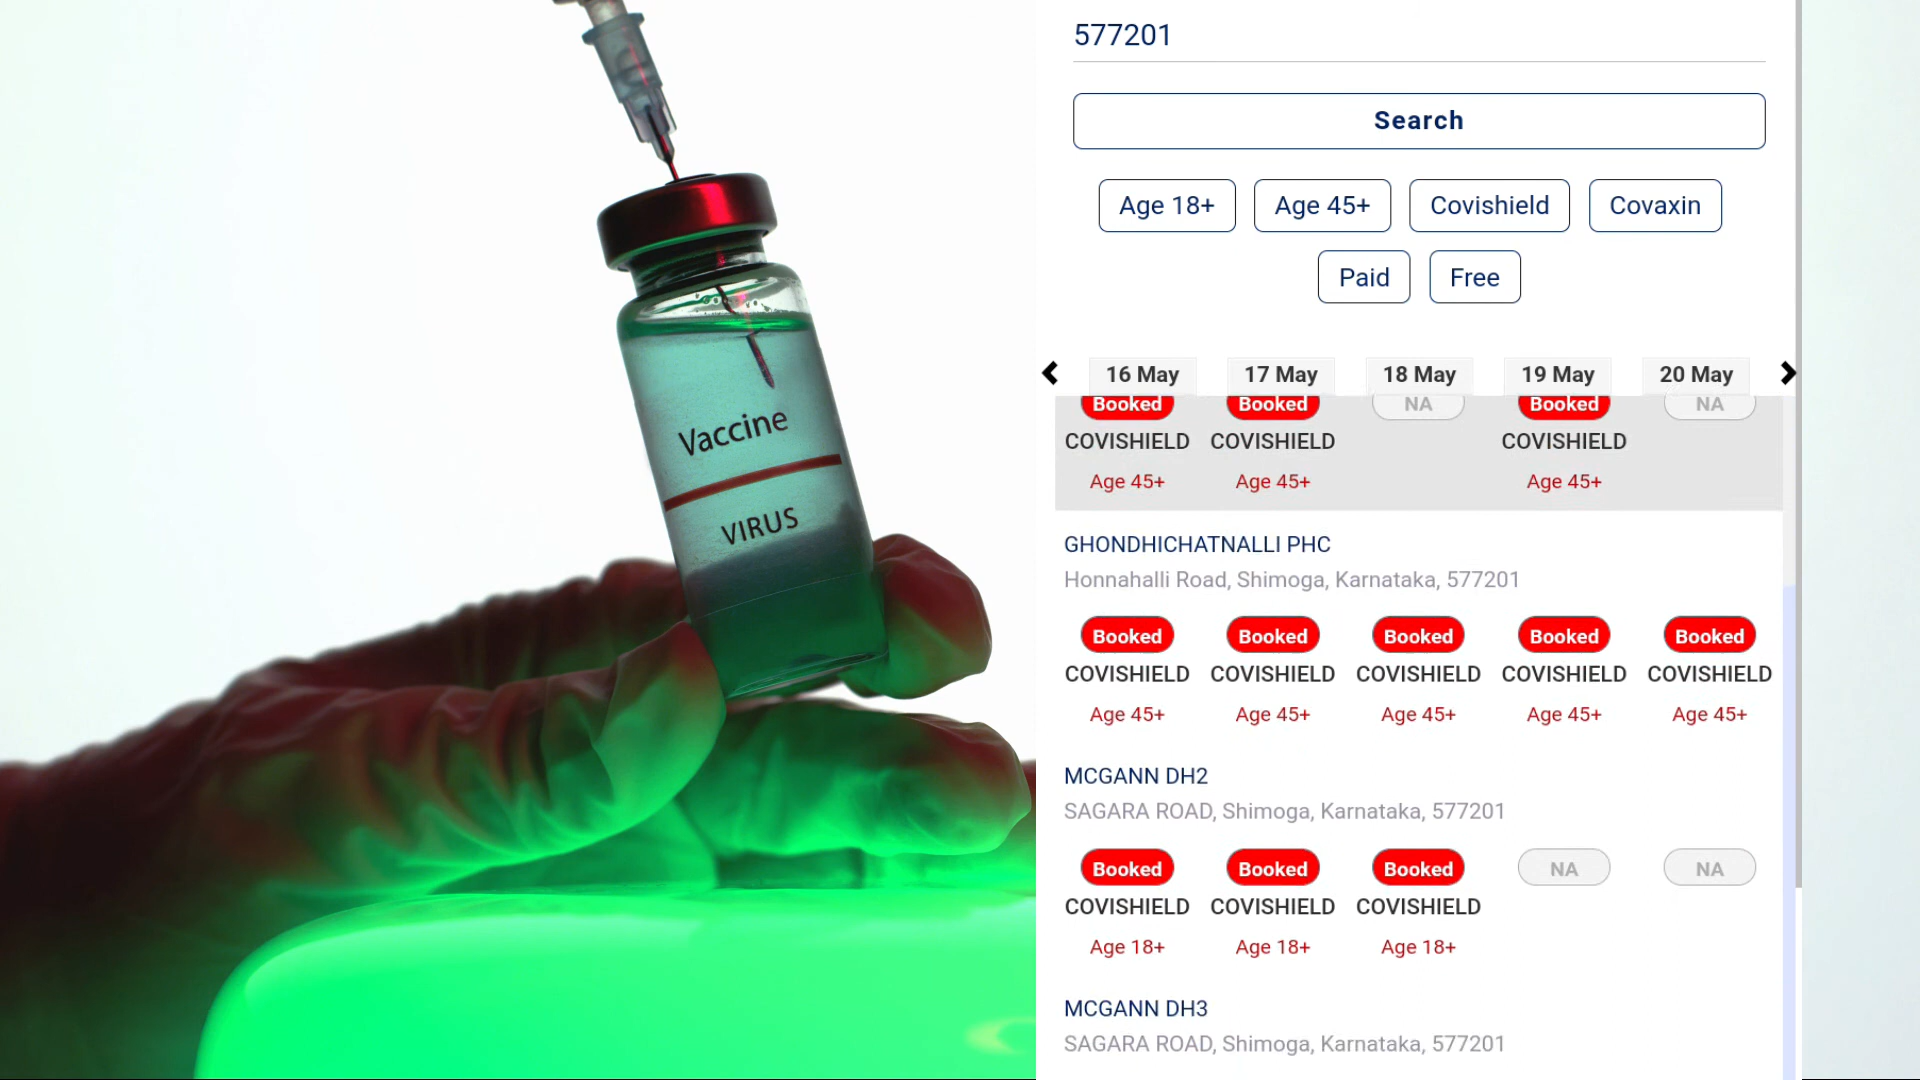 Vaccine
VIRUS
577201
Search
Age 18+ Age 45+ Covishield Covaxin
Paid Free
16 May 17 May 18 May 19 May 20 May
Booked Booked NA Booked NA
COVISHIELD COVISHIELD COVISHIELD
Age 45+ Age 45+ Age 45+
GHONDHICHATNALLI PHC
Honnahalli Road, Shimoga, Karnataka, 577201
Booked Booked Booked Booked Booked
COVISHIELD COVISHIELD COVISHIELD COVISHIELD COVISHIELD
Age 45+ Age 45+ Age 45+ Age 45+ Age 45+
MCGANN DH2
SAGARA ROAD, Shimoga, Karnataka, 577201
Booked Booked Booked NA NA
COVISHIELD COVISHIELD COVISHIELD
Age 18+ Age 18+ Age 18+
MCGANN DH3
SAGARA ROAD, Shimoga, Karnataka, 577201